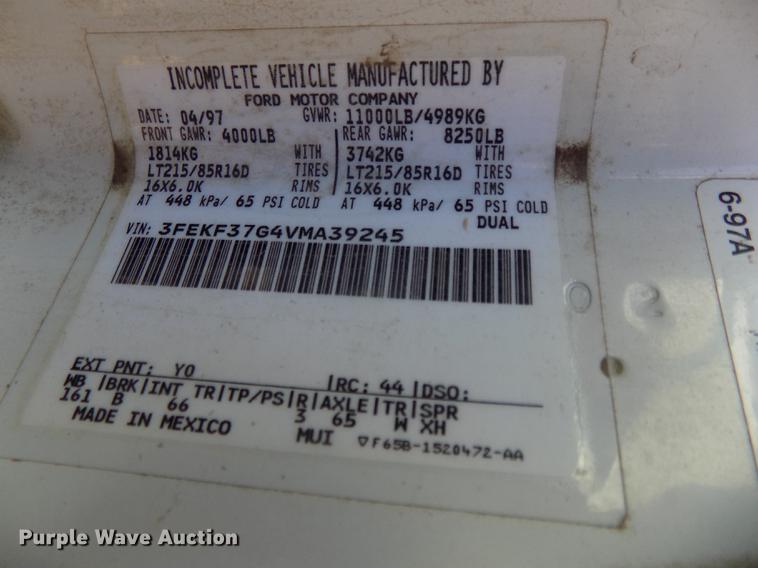 INCOMPLETE VEHICLE MANUFACTURED BY
FORD MOTOR COMPANY
DATE: 04/97 GVWR: 11000LB/4989KG
FRONT GAWR: 4000LB REAR GAWR: 8250LB
1814KG WITH 3742KG WITH
LT215/85R16D TIRES LT215/85R16D TIRES
16X6.0K RIMS 16X6.0K RIMS
AT 448 kPa/ 65 PSI COLD AT 448 kPa/ 65 PSI COLD
DUAL
VIN: 3FEKF37G4VMA39245
EXT PNT: YO RC: 44 DSO:
WB BRK INT TR TP/PS R AXLE TR SPR
161 B 66 3 65 W XH
MADE IN MEXICO MUI ▽F65B-1520472-AA
6-97A
Purple Wave Auction